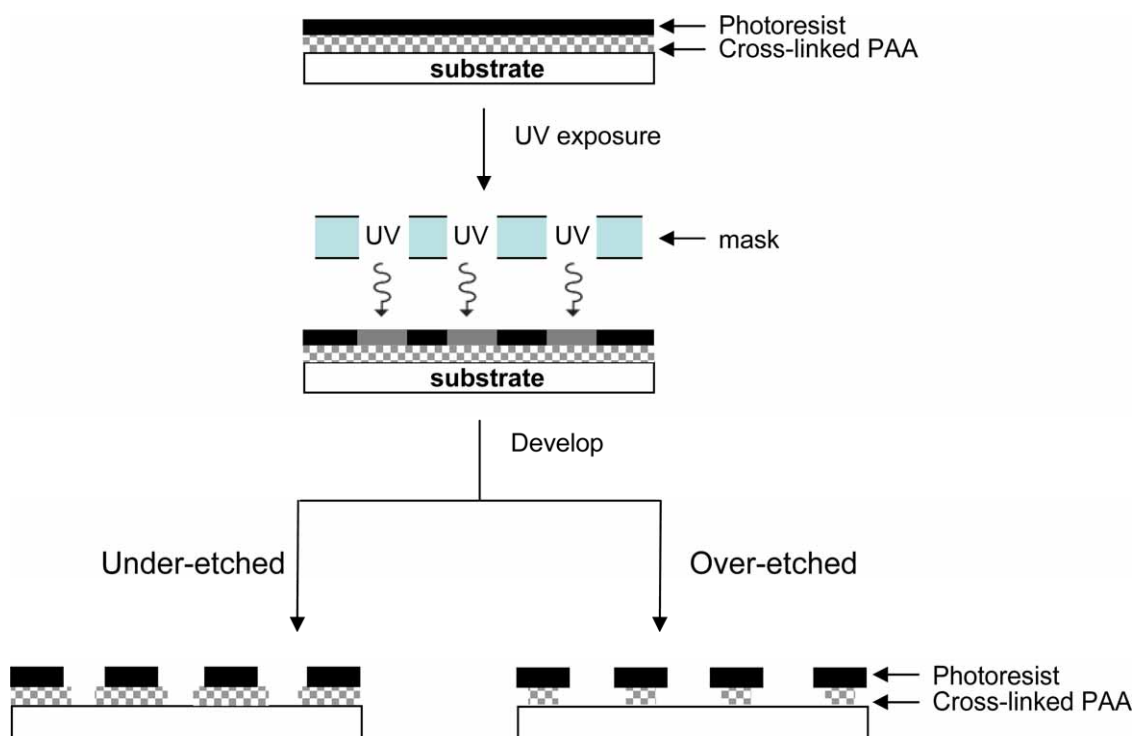 Photoresist
Cross-linked PAA
substrate
UV exposure
UV UV UV
mask
substrate
Develop
Under-etched
Over-etched
Photoresist
Cross-linked PAA